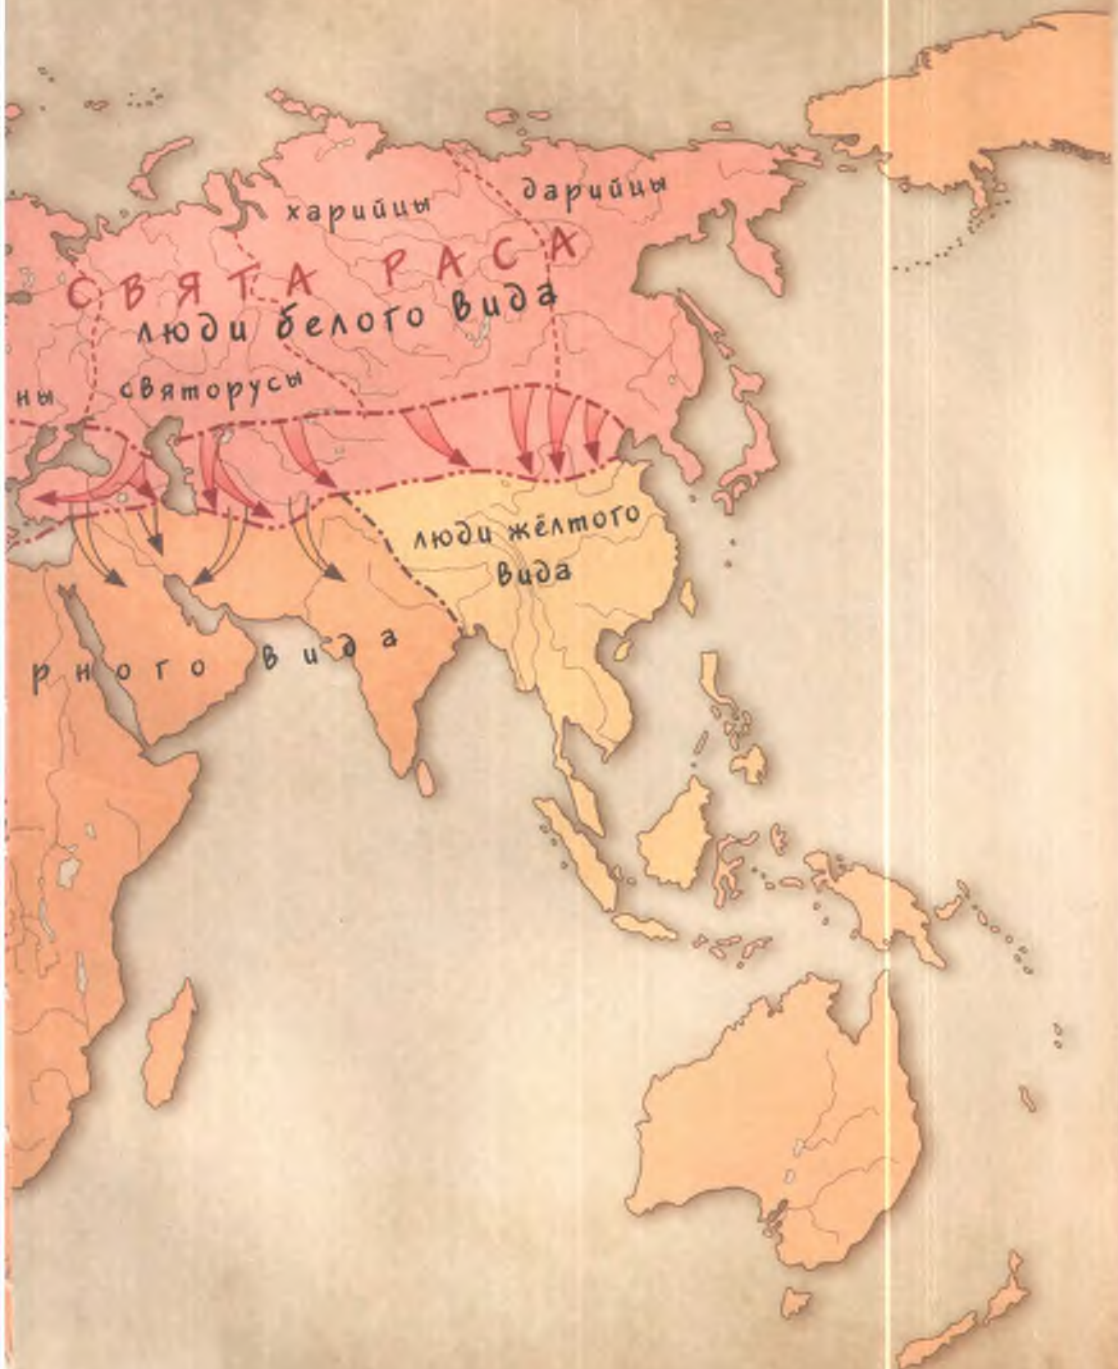 харийцы
дарийцы
СВЯТА РАСА
люди белого вида
ны
святорусы
люди жёлтого
вида
рного вида